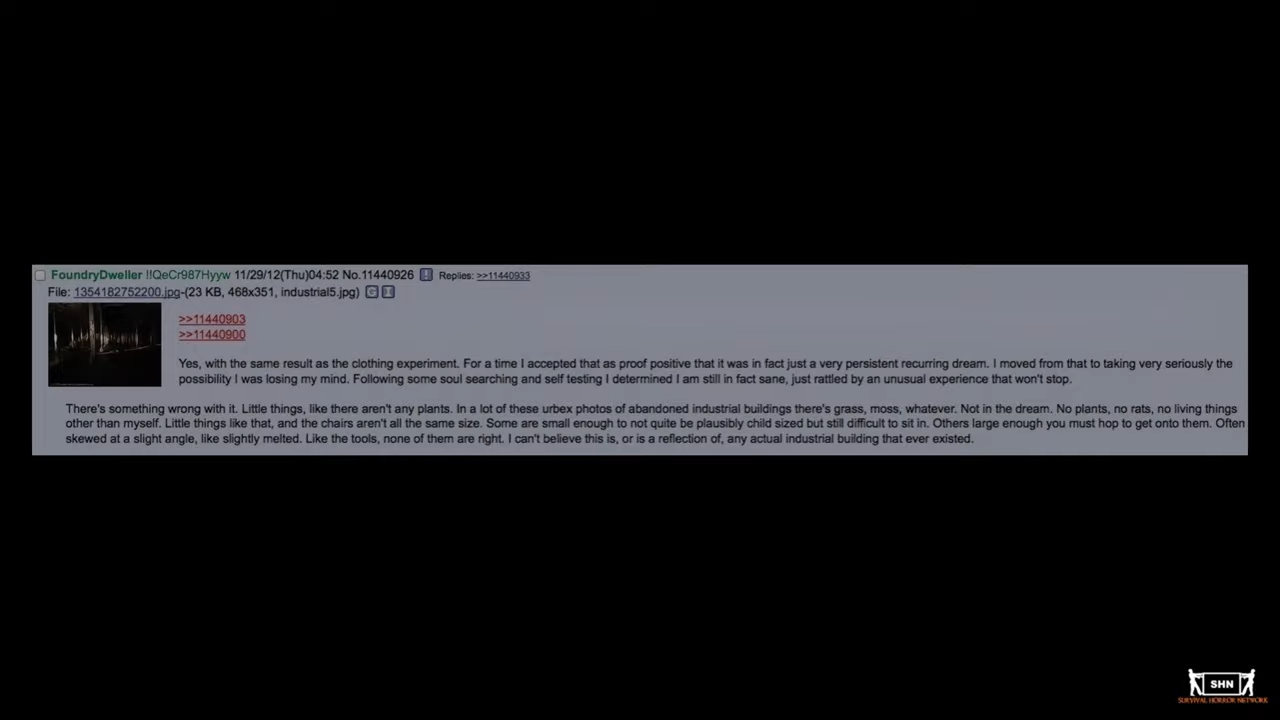 FoundryDweller !!QeCr987Hyyw 11/29/12(Thu)04:52 No.11440926 Replies: >>11440933
File: 1354182752200.jpg-(23 KB, 468x351, industrial5.jpg)
>>11440903
>>11440900
Yes, with the same result as the clothing experiment. For a time I accepted that as proof positive that it was in fact just a very persistent recurring dream. I moved from that to taking very seriously the
possibility I was losing my mind. Following some soul searching and self testing I determined I am still in fact sane, just rattled by an unusual experience that won't stop.
There's something wrong with it. Little things, like there aren't any plants. In a lot of these urbex photos of abandoned industrial buildings there's grass, moss, whatever. Not in the dream. No plants, no rats, no living things
other than myself. Little things like that, and the chairs aren't all the same size. Some are small enough to not quite be plausibly child sized but still difficult to sit in. Others large enough you must hop to get onto them. Often
skewed at a slight angle, like slightly melted. Like the tools, none of them are right. I can't believe this is, or is a reflection of, any actual industrial building that ever existed.
SHN
SURVIVAL HORROR NETWORK